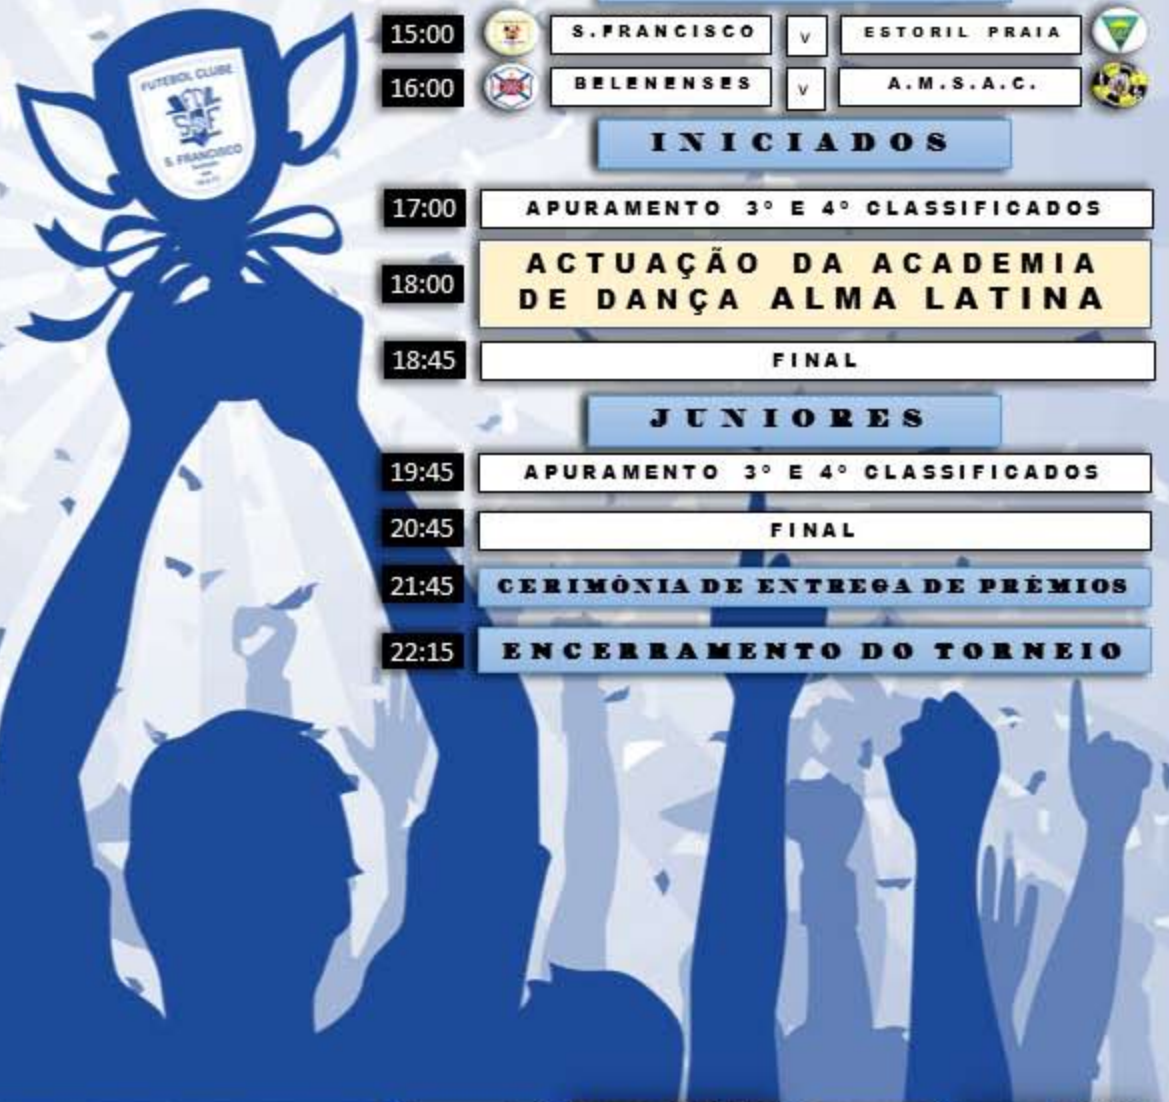 15:00 S.FRANCISCO v ESTORIL PRAIA
16:00 BELENENSES v A.M.S.A.C.
FUTEBOL CLUBE
S. FRANCISCO
INICIADOS
17:00 APURAMENTO 3º E 4º CLASSIFICADOS
18:00 ACTUAÇÃO DA ACADEMIA
DE DANÇA ALMA LATINA
18:45 FINAL
JUNIORES
19:45 APURAMENTO 3º E 4º CLASSIFICADOS
20:45 FINAL
21:45 CERIMÓNIA DE ENTREGA DE PRÉMIOS
22:15 ENCERRAMENTO DO TORNEIO